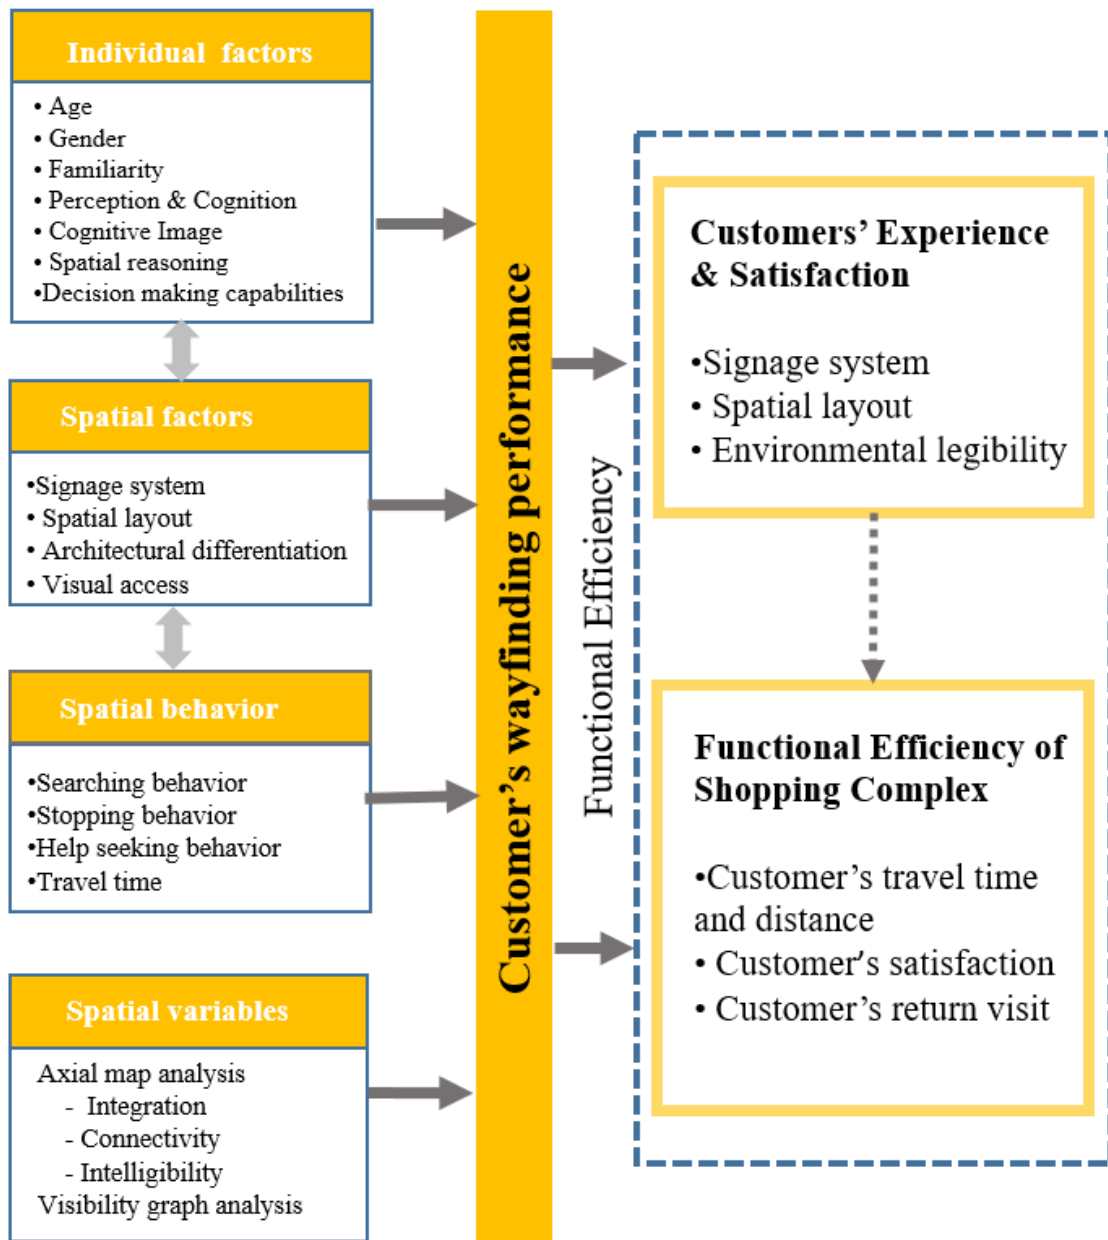 Individual factors
• Age
• Gender
• Familiarity
• Perception & Cognition
• Cognitive Image
• Spatial reasoning
•Decision making capabilities
Spatial factors
•Signage system
• Spatial layout
• Architectural differentiation
• Visual access
Spatial behavior
•Searching behavior
•Stopping behavior
•Help seeking behavior
•Travel time
Spatial variables
Axial map analysis
- Integration
- Connectivity
- Intelligibility
Visibility graph analysis
Customer’s wayfinding performance
Functional Efficiency
Customers’ Experience
& Satisfaction
•Signage system
• Spatial layout
• Environmental legibility
Functional Efficiency of
Shopping Complex
•Customer’s travel time
and distance
• Customer's satisfaction
• Customer’s return visit